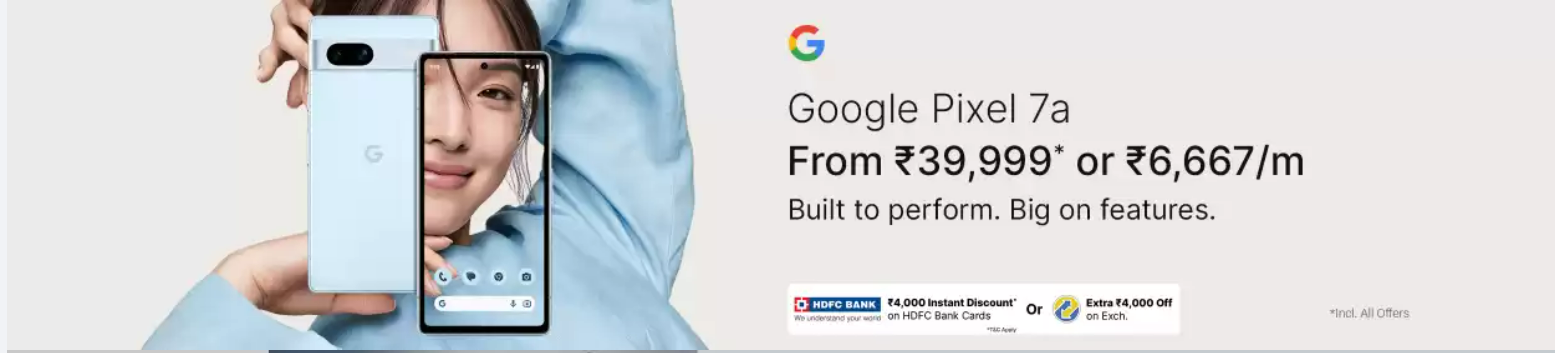 Google Pixel 7a
From ₹39,999* or ₹6,667/m
Built to perform. Big on features.
HDFC BANK
We understand your world
₹4,000 Instant Discount*
on HDFC Bank Cards
*T&C Apply
Or
Extra ₹4,000 Off
on Exch.
*Incl. All Offers